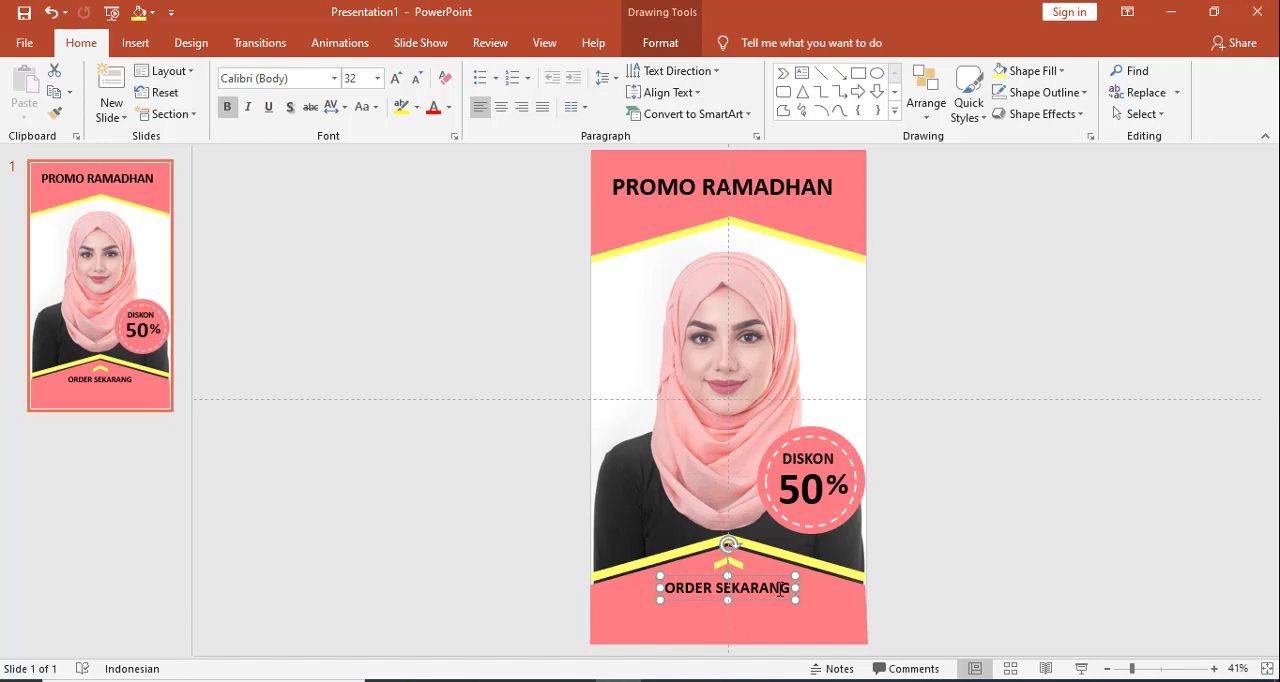 Presentation1 - PowerPoint
Drawing Tools
Sign in
File
Home
Insert
Design
Transitions
Animations
Slide Show
Review
View
Help
Format
Tell me what you want to do
Share
Paste
Clipboard
New
Slide
Layout
Reset
Section
Slides
Calibri (Body)
32
B I U S abc AV Aa A
Font
Text Direction
Align Text
Convert to SmartArt
Paragraph
Arrange
Quick
Styles
Shape Fill
Shape Outline
Shape Effects
Drawing
Find
Replace
Select
Editing
1
PROMO RAMADHAN
DISKON
50%
ORDER SEKARANG
PROMO RAMADHAN
DISKON
50%
ORDER SEKARANG
Slide 1 of 1
Indonesian
Notes
Comments
41%